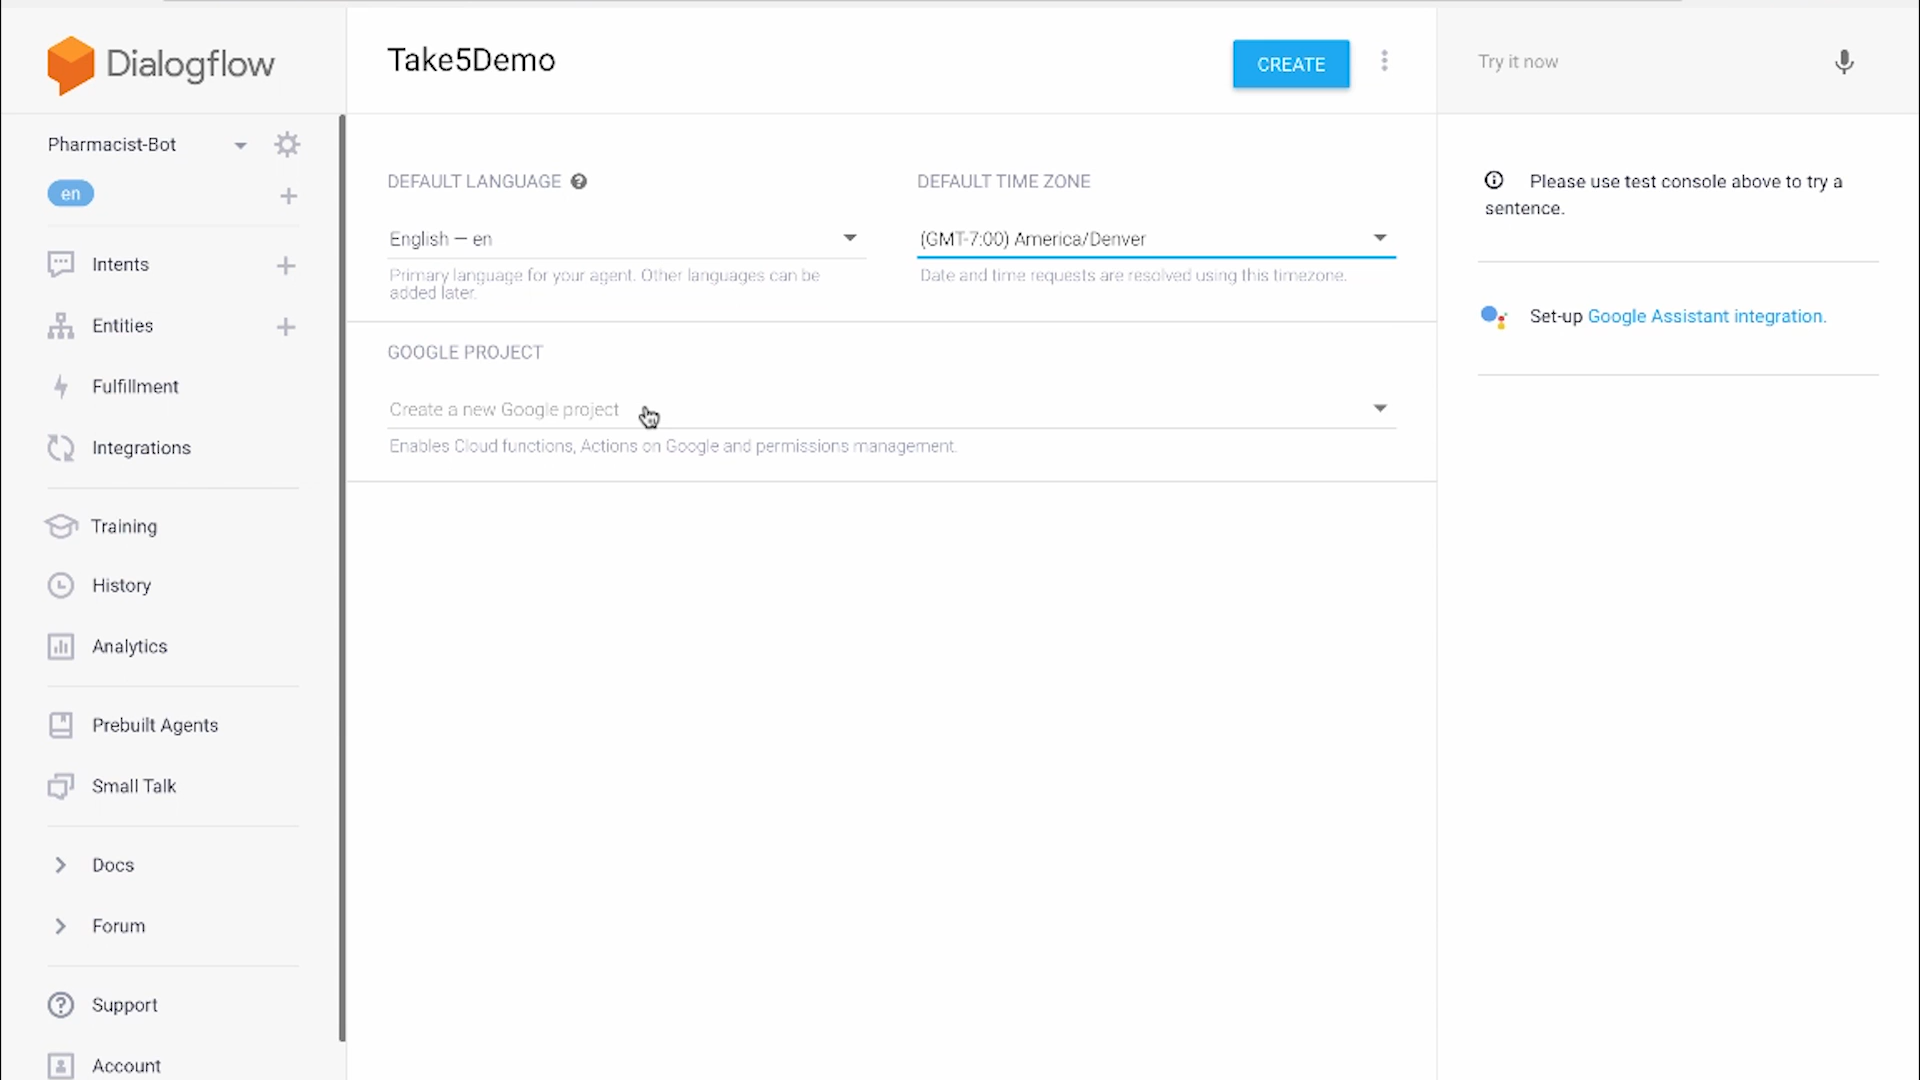 Dialogflow
Pharmacist-Bot
en
Intents
Entities
Fulfillment
Integrations
Training
History
Analytics
Prebuilt Agents
Small Talk
Docs
Forum
Support
Account
Take5Demo
CREATE
DEFAULT LANGUAGE
DEFAULT TIME ZONE
English — en
(GMT-7:00) America/Denver
Primary language for your agent. Other languages can be
added later.
Date and time requests are resolved using this timezone.
GOOGLE PROJECT
Create a new Google project
Enables Cloud functions, Actions on Google and permissions management.
Try it now
Please use test console above to try a
sentence.
Set-up Google Assistant integration.